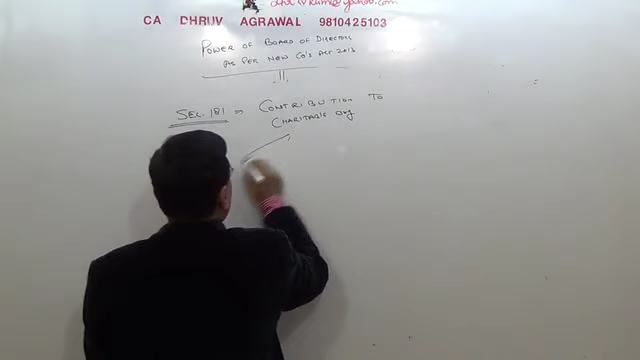 CA DHRUV AGRAWAL 9810425103
POWER OF BOARD OF DIRECTORS
AS PER NEW CO'S ACT 2013
SEC. 181 = CONTRIBUTION TO
CHARITABLE Org